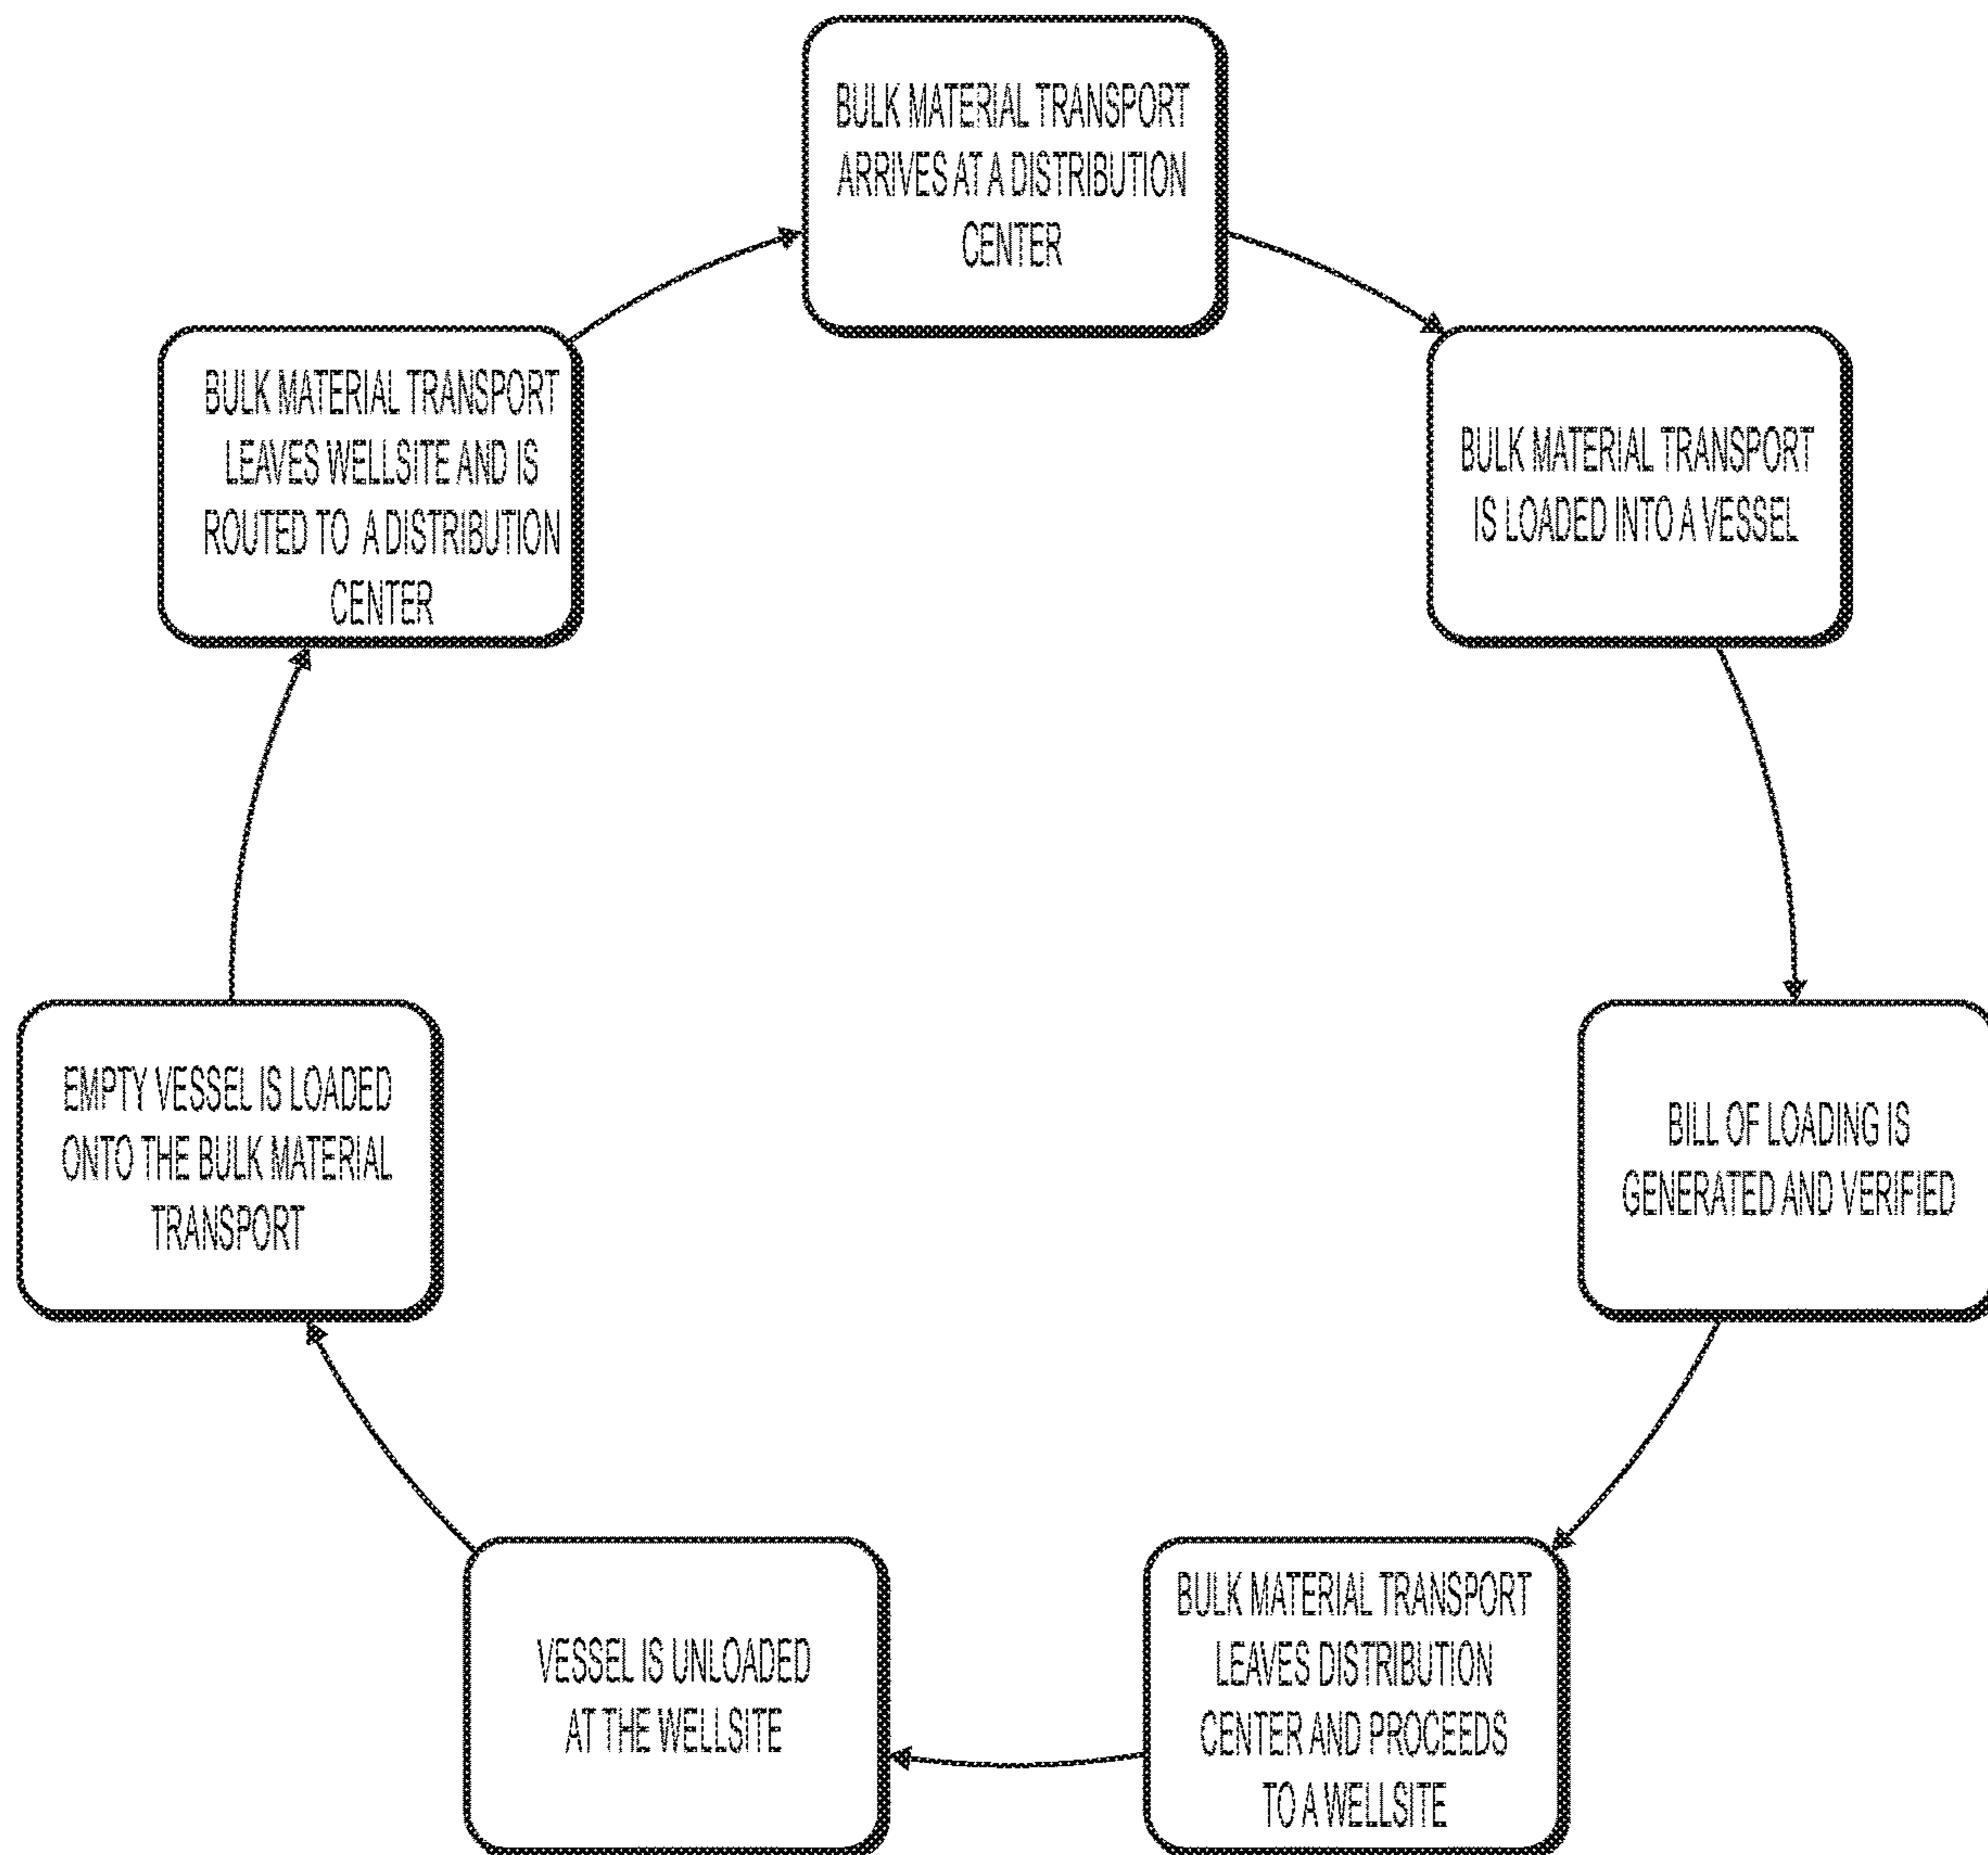 BULK MATERIAL TRANSPORT
ARRIVES AT A DISTRIBUTION
CENTER
BULK MATERIAL TRANSPORT
IS LOADED INTO A VESSEL
BILL OF LOADING IS
GENERATED AND VERIFIED
BULK MATERIAL TRANSPORT
LEAVES DISTRIBUTION
CENTER AND PROCEEDS
TO A WELLSITE
VESSEL IS UNLOADED
AT THE WELLSITE
EMPTY VESSEL IS LOADED
ONTO THE BULK MATERIAL
TRANSPORT
BULK MATERIAL TRANSPORT
LEAVES WELLSITE AND IS
ROUTED TO A DISTRIBUTION
CENTER